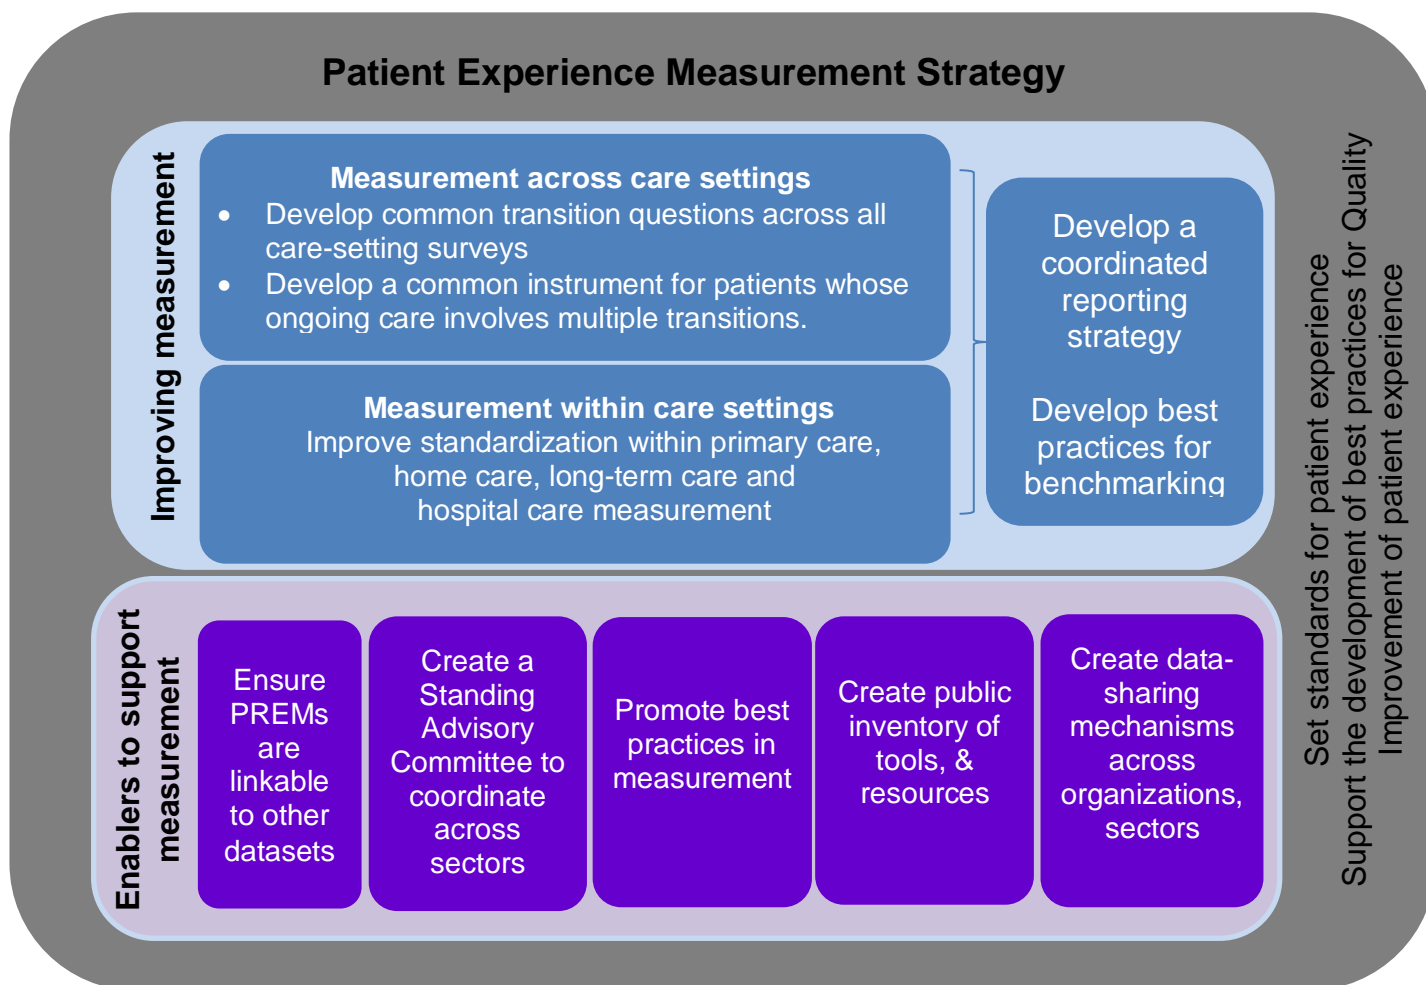 Patient Experience Measurement Strategy
Improving measurement
Measurement across care settings
• Develop common transition questions across all
care-setting surveys
• Develop a common instrument for patients whose
ongoing care involves multiple transitions.
Measurement within care settings
Improve standardization within primary care,
home care, long-term care and
hospital care measurement
Develop a
coordinated
reporting
strategy
Develop best
practices for
benchmarking
Enablers to support
measurement
Ensure
PREMs
are
linkable
to other
datasets
Create a
Standing
Advisory
Committee to
coordinate
across
sectors
Promote best
practices in
measurement
Create public
inventory of
tools, &
resources
Create data-
sharing
mechanisms
across
organizations,
sectors
Set standards for patient experience
Support the development of best practices for Quality
Improvement of patient experience